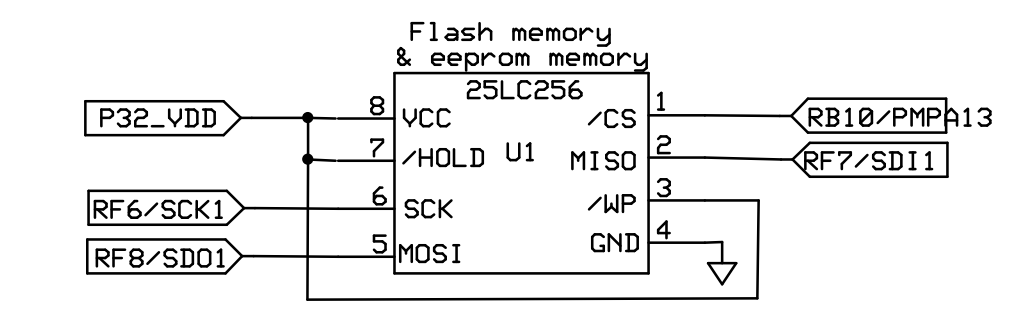 Flash memory
& eeprom memory
25LC256
P32_VDD
8
VCC
/CS
1
RB10/PMPA13
7
/HOLD
U1
MISO
2
RF7/SDI1
RF6/SCK1
6
SCK
/WP
3
RF8/SDO1
5
MOSI
GND
4